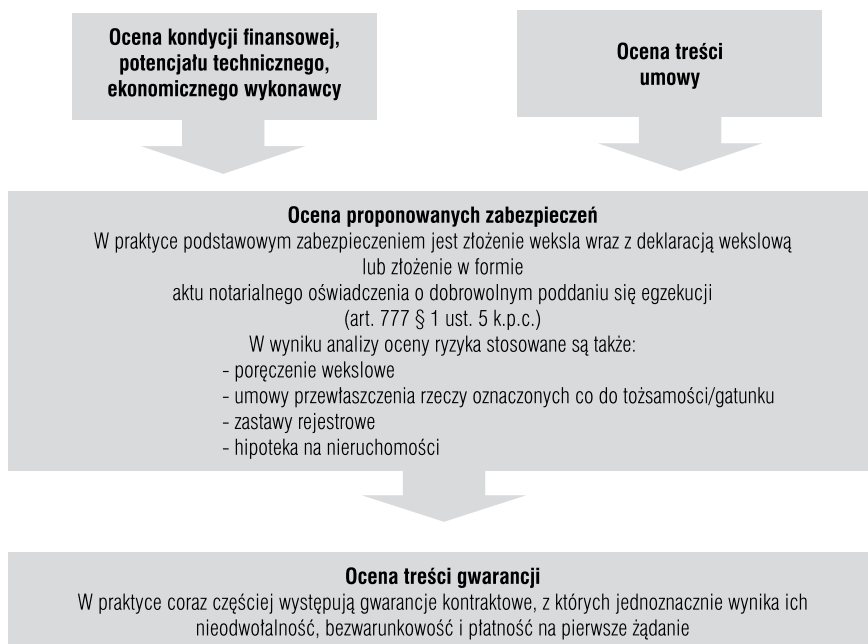 Ocena kondycji finansowej,
potencjału technicznego,
ekonomicznego wykonawcy
Ocena treści
umowy
Ocena proponowanych zabezpieczeń
W praktyce podstawowym zabezpieczeniem jest złożenie weksla wraz z deklaracją wekslową
lub złożenie w formie
aktu notarialnego oświadczenia o dobrowolnym poddaniu się egzekucji
(art. 777 § 1 ust. 5 k.p.c.)
W wyniku analizy oceny ryzyka stosowane są także:
- poręczenie wekslowe
- umowy przewłaszczenia rzeczy oznaczonych co do tożsamości/gatunku
- zastawy rejestrowe
- hipoteka na nieruchomości
Ocena treści gwarancji
W praktyce coraz częściej występują gwarancje kontraktowe, z których jednoznacznie wynika ich
nieodwołalność, bezwarunkowość i płatność na pierwsze żądanie